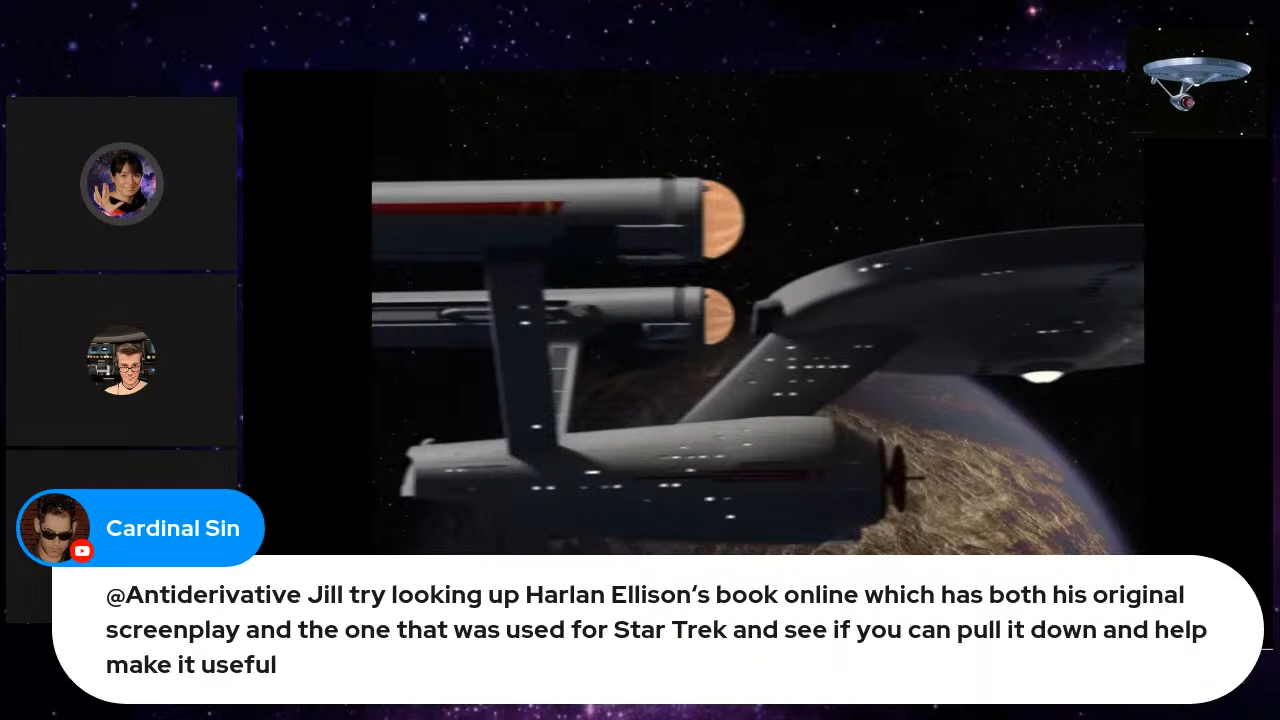 Cardinal Sin
@Antiderivative Jill try looking up Harlan Ellison‘s book online which has both his original
screenplay and the one that was used for Star Trek and see if you can pull it down and help
make it useful